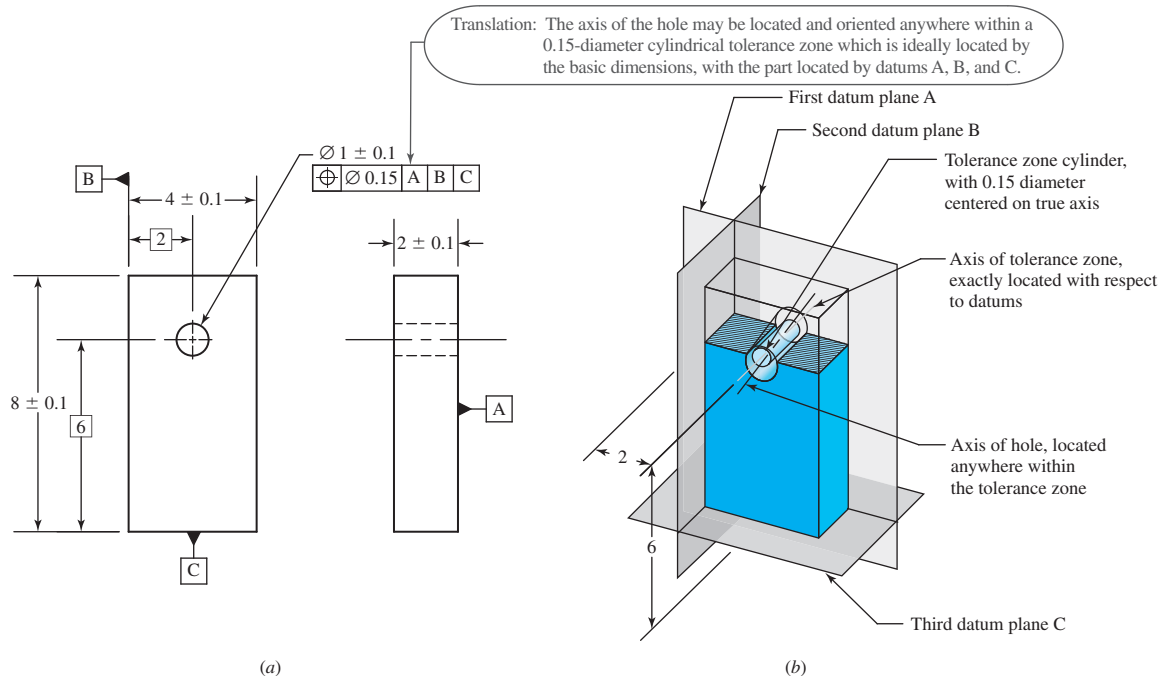 Translation: The axis of the hole may be located and oriented anywhere within a
0.15-diameter cylindrical tolerance zone which is ideally located by
the basic dimensions, with the part located by datums A, B, and C.
First datum plane A
Second datum plane B
∅ 1 ± 0.1
⌖ ∅ 0.15 A B C
B
4 ± 0.1
2
2 ± 0.1
8 ± 0.1
6
A
C
(a)
Tolerance zone cylinder,
with 0.15 diameter
centered on true axis
Axis of tolerance zone,
exactly located with respect
to datums
Axis of hole, located
anywhere within
the tolerance zone
2
6
Third datum plane C
(b)